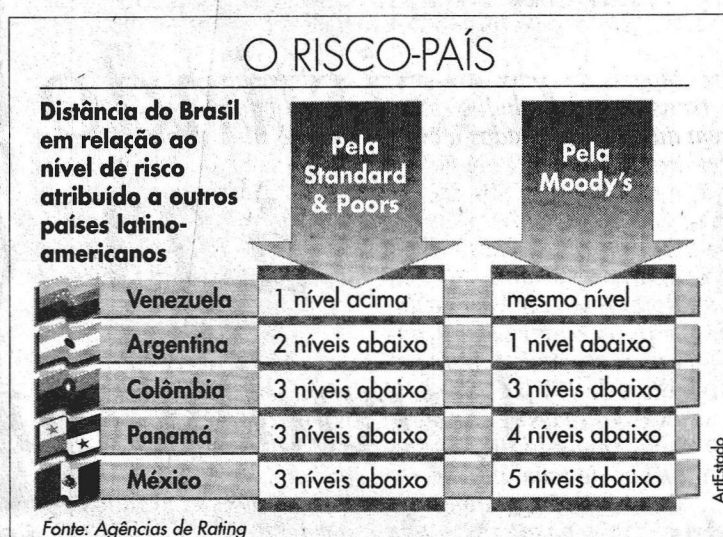 O RISCO-PAÍS
Distância do Brasil
em relação ao
nível de risco
atribuído a outros
países latino-
americanos
Pela
Standard
& Poors
Pela
Moody's
Venezuela 1 nível acima mesmo nível
Argentina 2 níveis abaixo 1 nível abaixo
Colômbia 3 níveis abaixo 3 níveis abaixo
Panamá 3 níveis abaixo 4 níveis abaixo
México 3 níveis abaixo 5 níveis abaixo
Fonte: Agências de Rating
ArtEstado